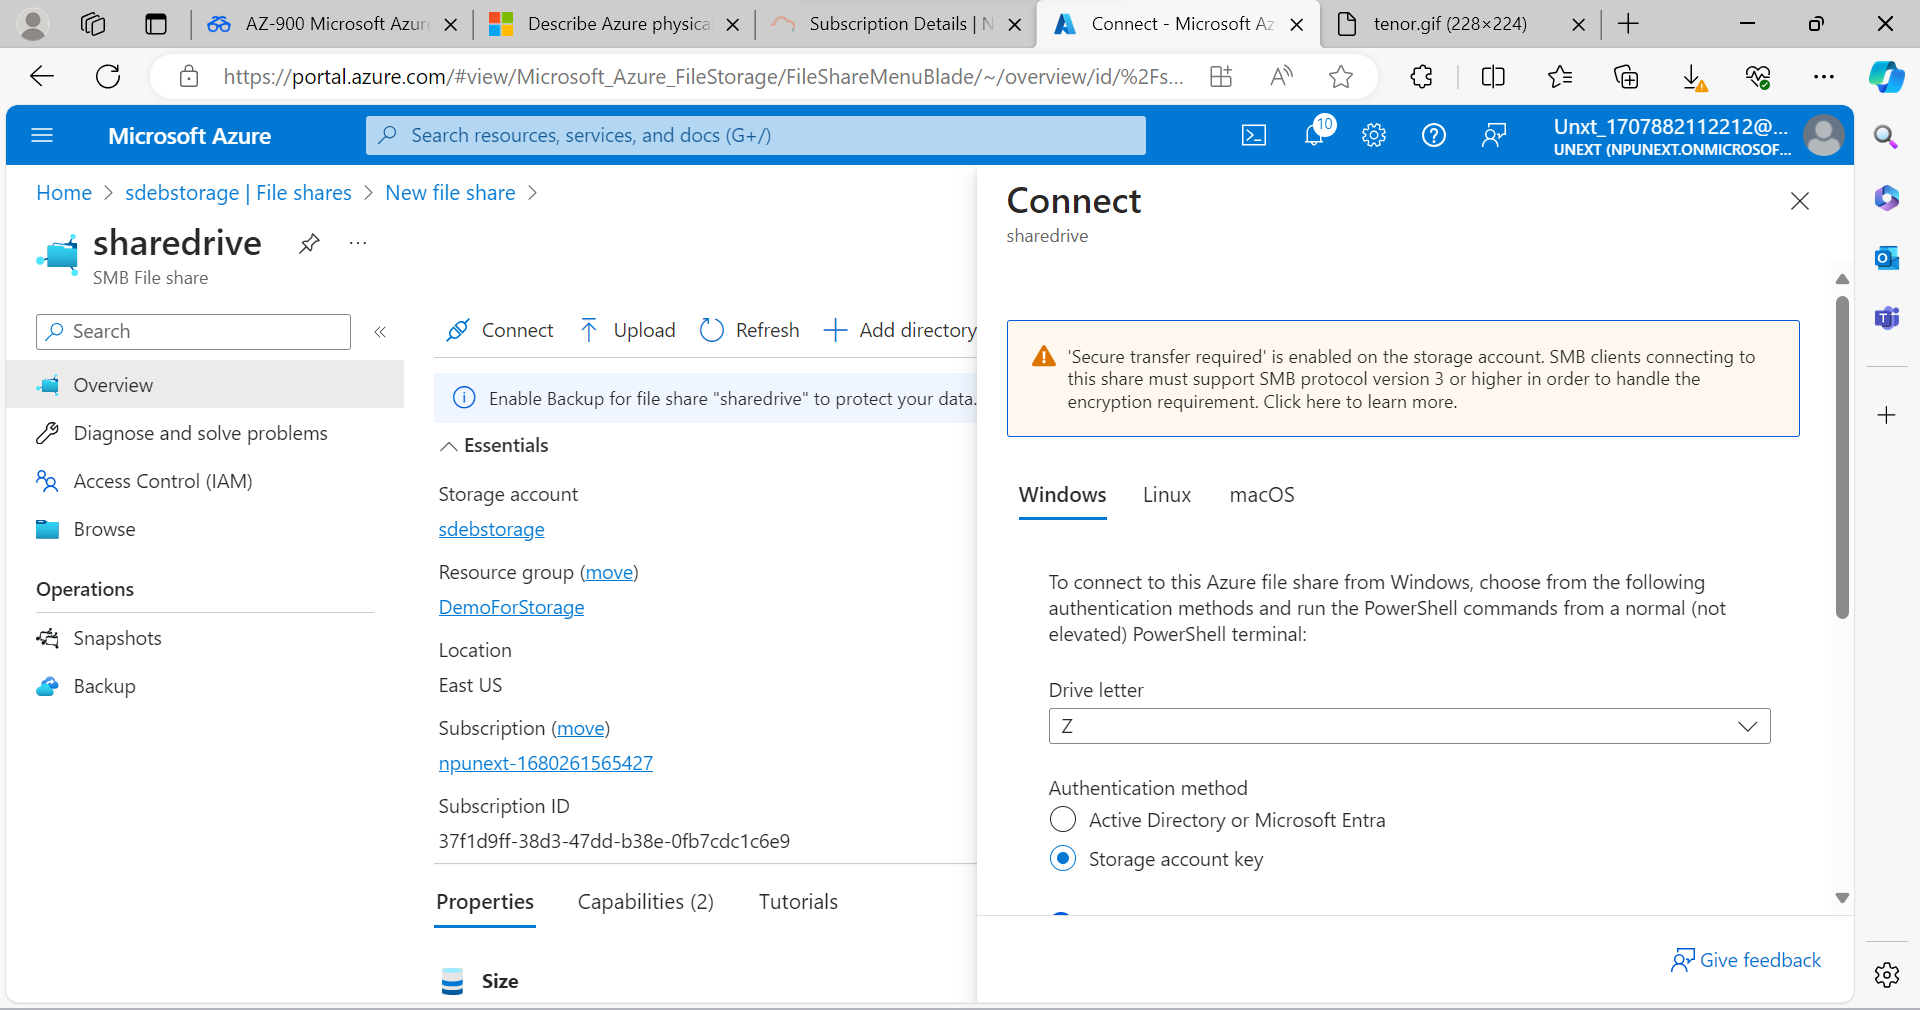 AZ-900 Microsoft Azure
Describe Azure physica
Subscription Details | N
Connect - Microsoft Az
tenor.gif (228×224)
https://portal.azure.com/#view/Microsoft_Azure_FileStorage/FileShareMenuBlade/~/overview/id/%2Fs...
Microsoft Azure
Search resources, services, and docs (G+/)
10
Unxt_1707882112212@...
UNEXT (NPUNEXT.ONMICROSOF...
Home > sdebstorage | File shares > New file share >
sharedrive
SMB File share
Search
Overview
Diagnose and solve problems
Access Control (IAM)
Browse
Operations
Snapshots
Backup
Connect Upload Refresh Add directory
Enable Backup for file share "sharedrive" to protect your data.
Essentials
Storage account
sdebstorage
Resource group (move)
DemoForStorage
Location
East US
Subscription (move)
npunext-1680261565427
Subscription ID
37f1d9ff-38d3-47dd-b38e-0fb7cdc1c6e9
Properties Capabilities (2) Tutorials
Size
Connect
sharedrive
'Secure transfer required' is enabled on the storage account. SMB clients connecting to
this share must support SMB protocol version 3 or higher in order to handle the
encryption requirement. Click here to learn more.
Windows Linux macOS
To connect to this Azure file share from Windows, choose from the following
authentication methods and run the PowerShell commands from a normal (not
elevated) PowerShell terminal:
Drive letter
Z
Authentication method
Active Directory or Microsoft Entra
Storage account key
Give feedback